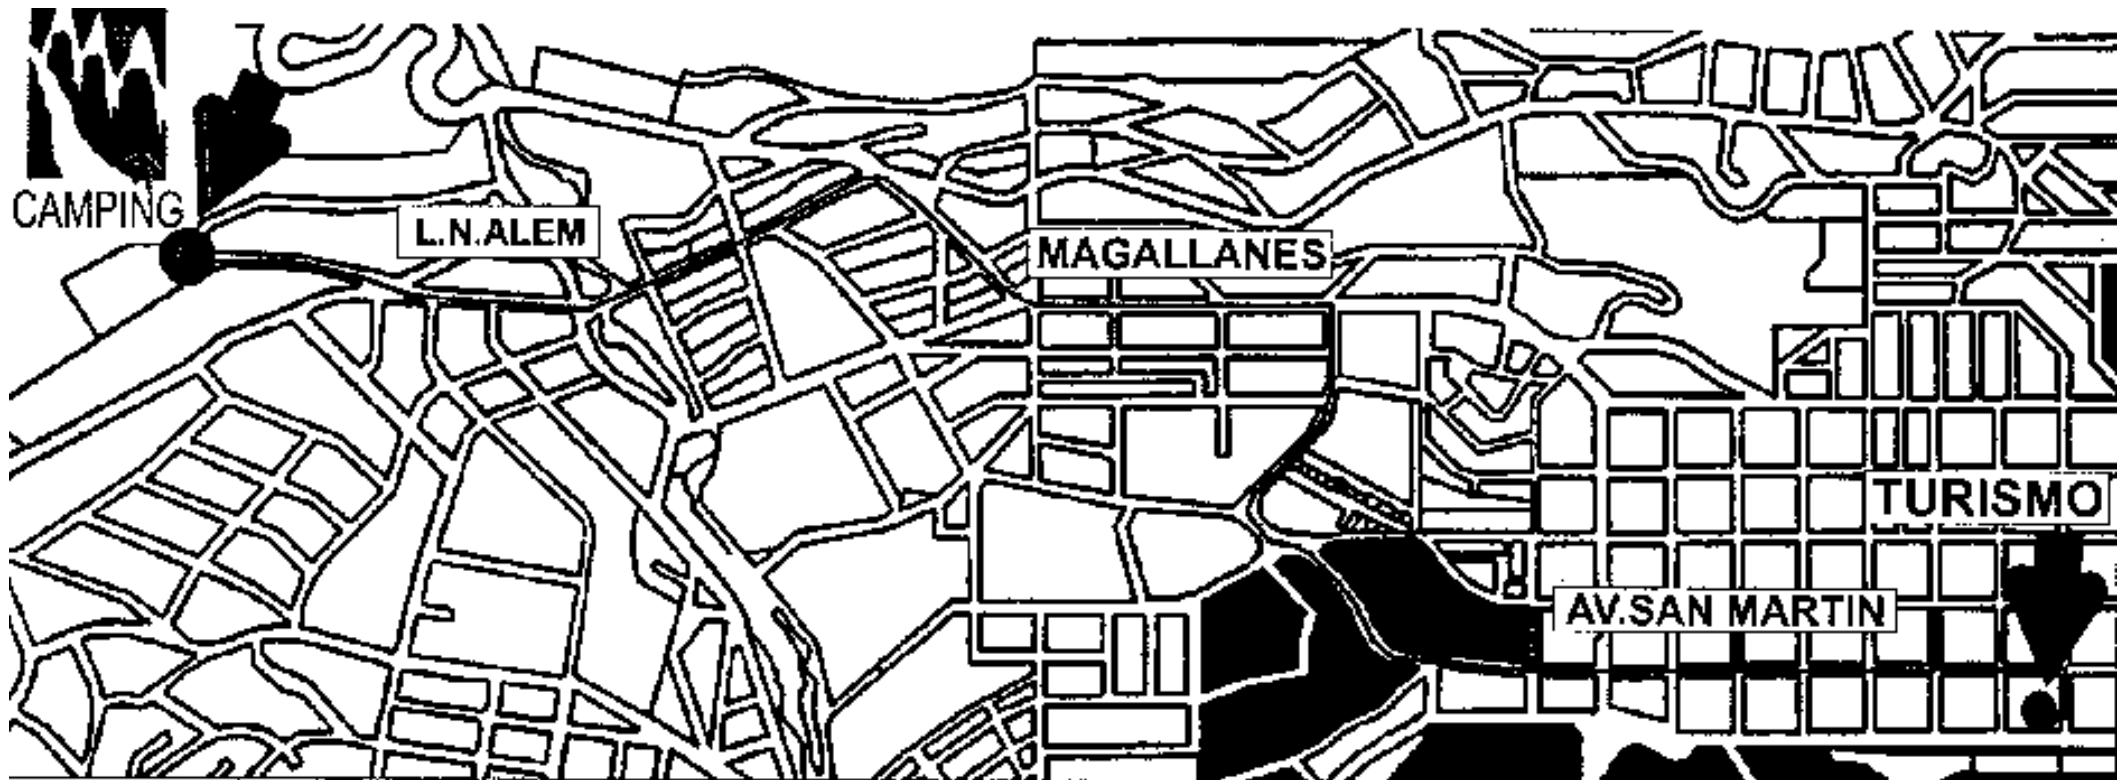 CAMPING
L.N.ALEM
MAGALLANES
TURISMO
AV.SAN MARTIN